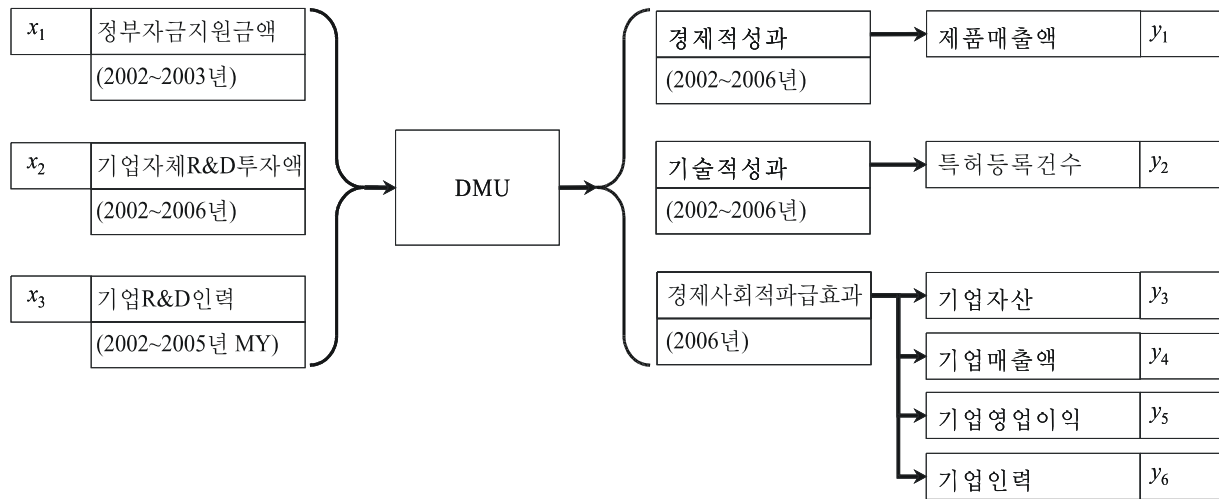 x₁ 정부자금지원금액
(2002~2003년)
x₂ 기업자체R&D투자액
(2002~2006년)
x₃ 기업R&D인력
(2002~2005년 MY)
DMU
경제적성과
(2002~2006년)
기술적성과
(2002~2006년)
경제사회적파급효과
(2006년)
제품매출액 y₁
특허등록건수 y₂
기업자산 y₃
기업매출액 y₄
기업영업이익 y₅
기업인력 y₆